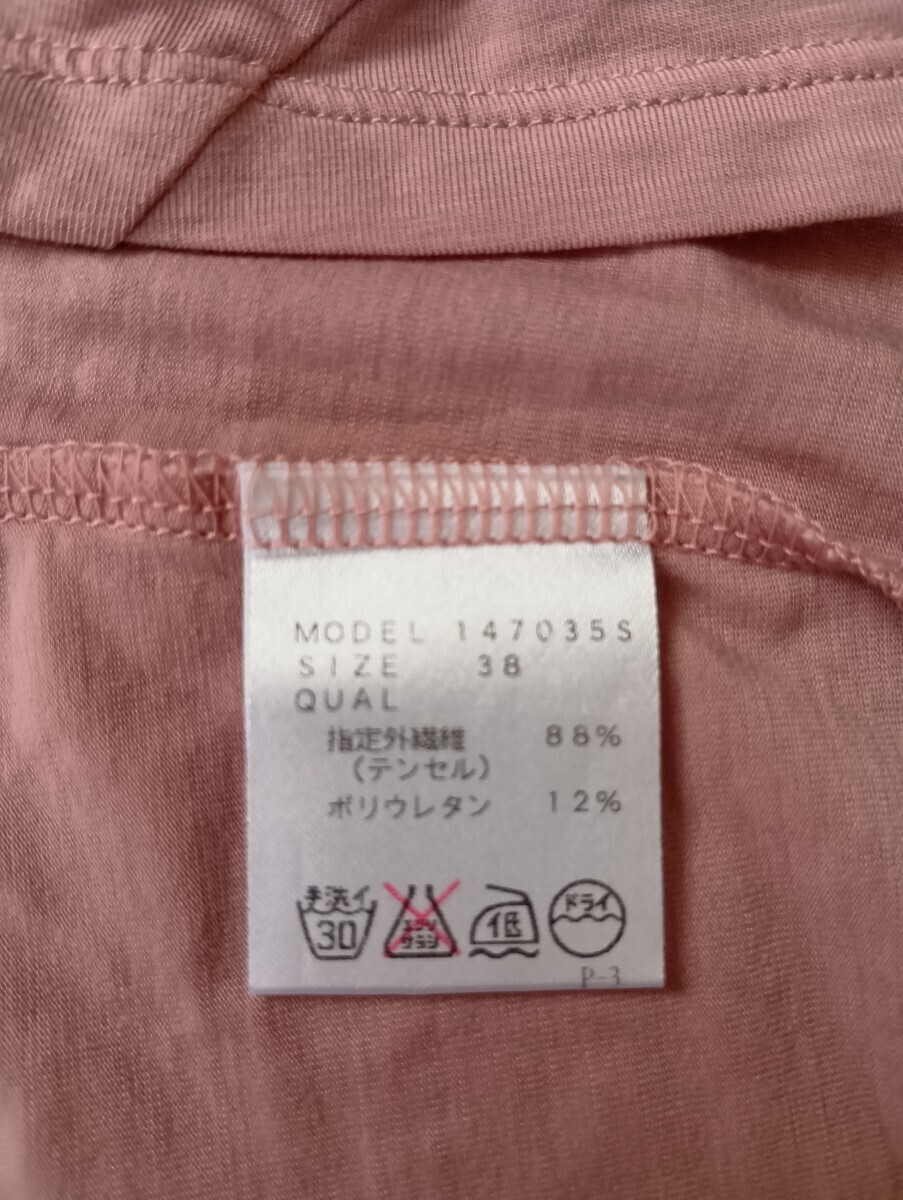 MODEL 147035S
SIZE 38
QUAL
指定外繊維 88%
(テンセル)
ポリウレタン 12%
手洗イ
30
エンソ
サラシ
低
ドライ
P-3